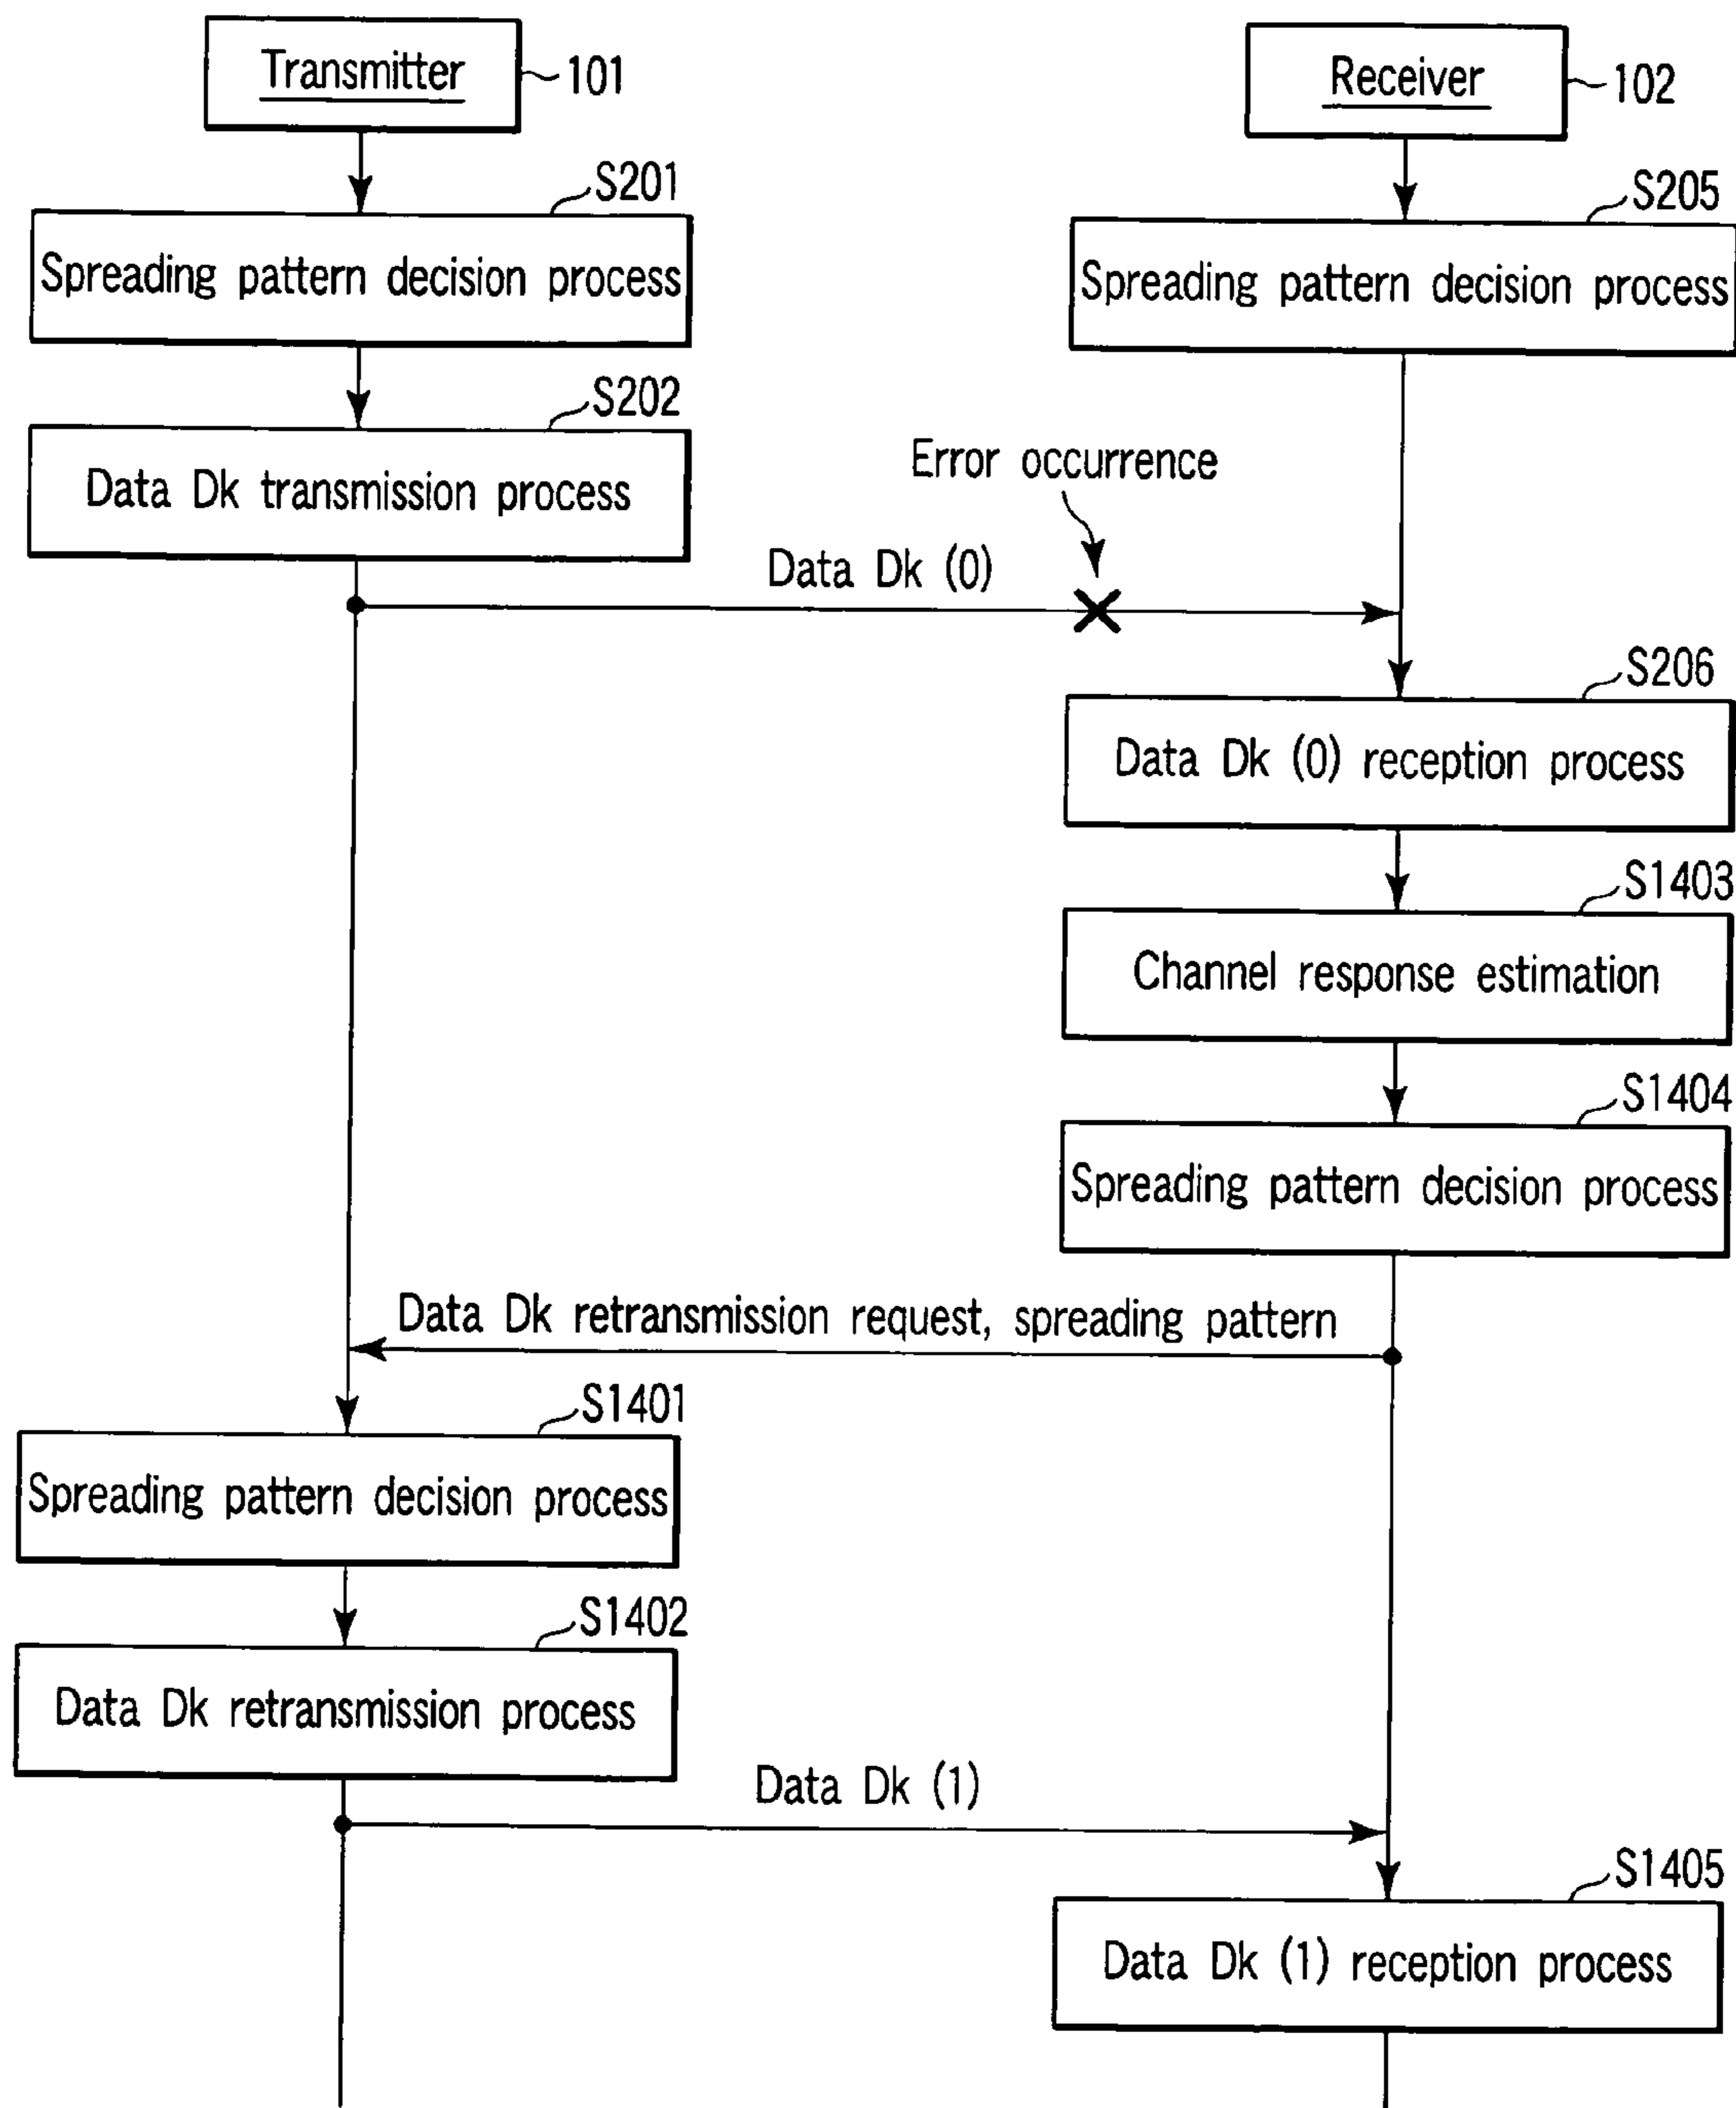 Transmitter
101
Receiver
102
S201
Spreading pattern decision process
S205
Spreading pattern decision process
S202
Data Dk transmission process
Error occurrence
Data Dk (0)
S206
Data Dk (0) reception process
S1403
Channel response estimation
S1404
Spreading pattern decision process
Data Dk retransmission request, spreading pattern
S1401
Spreading pattern decision process
S1402
Data Dk retransmission process
Data Dk (1)
S1405
Data Dk (1) reception process